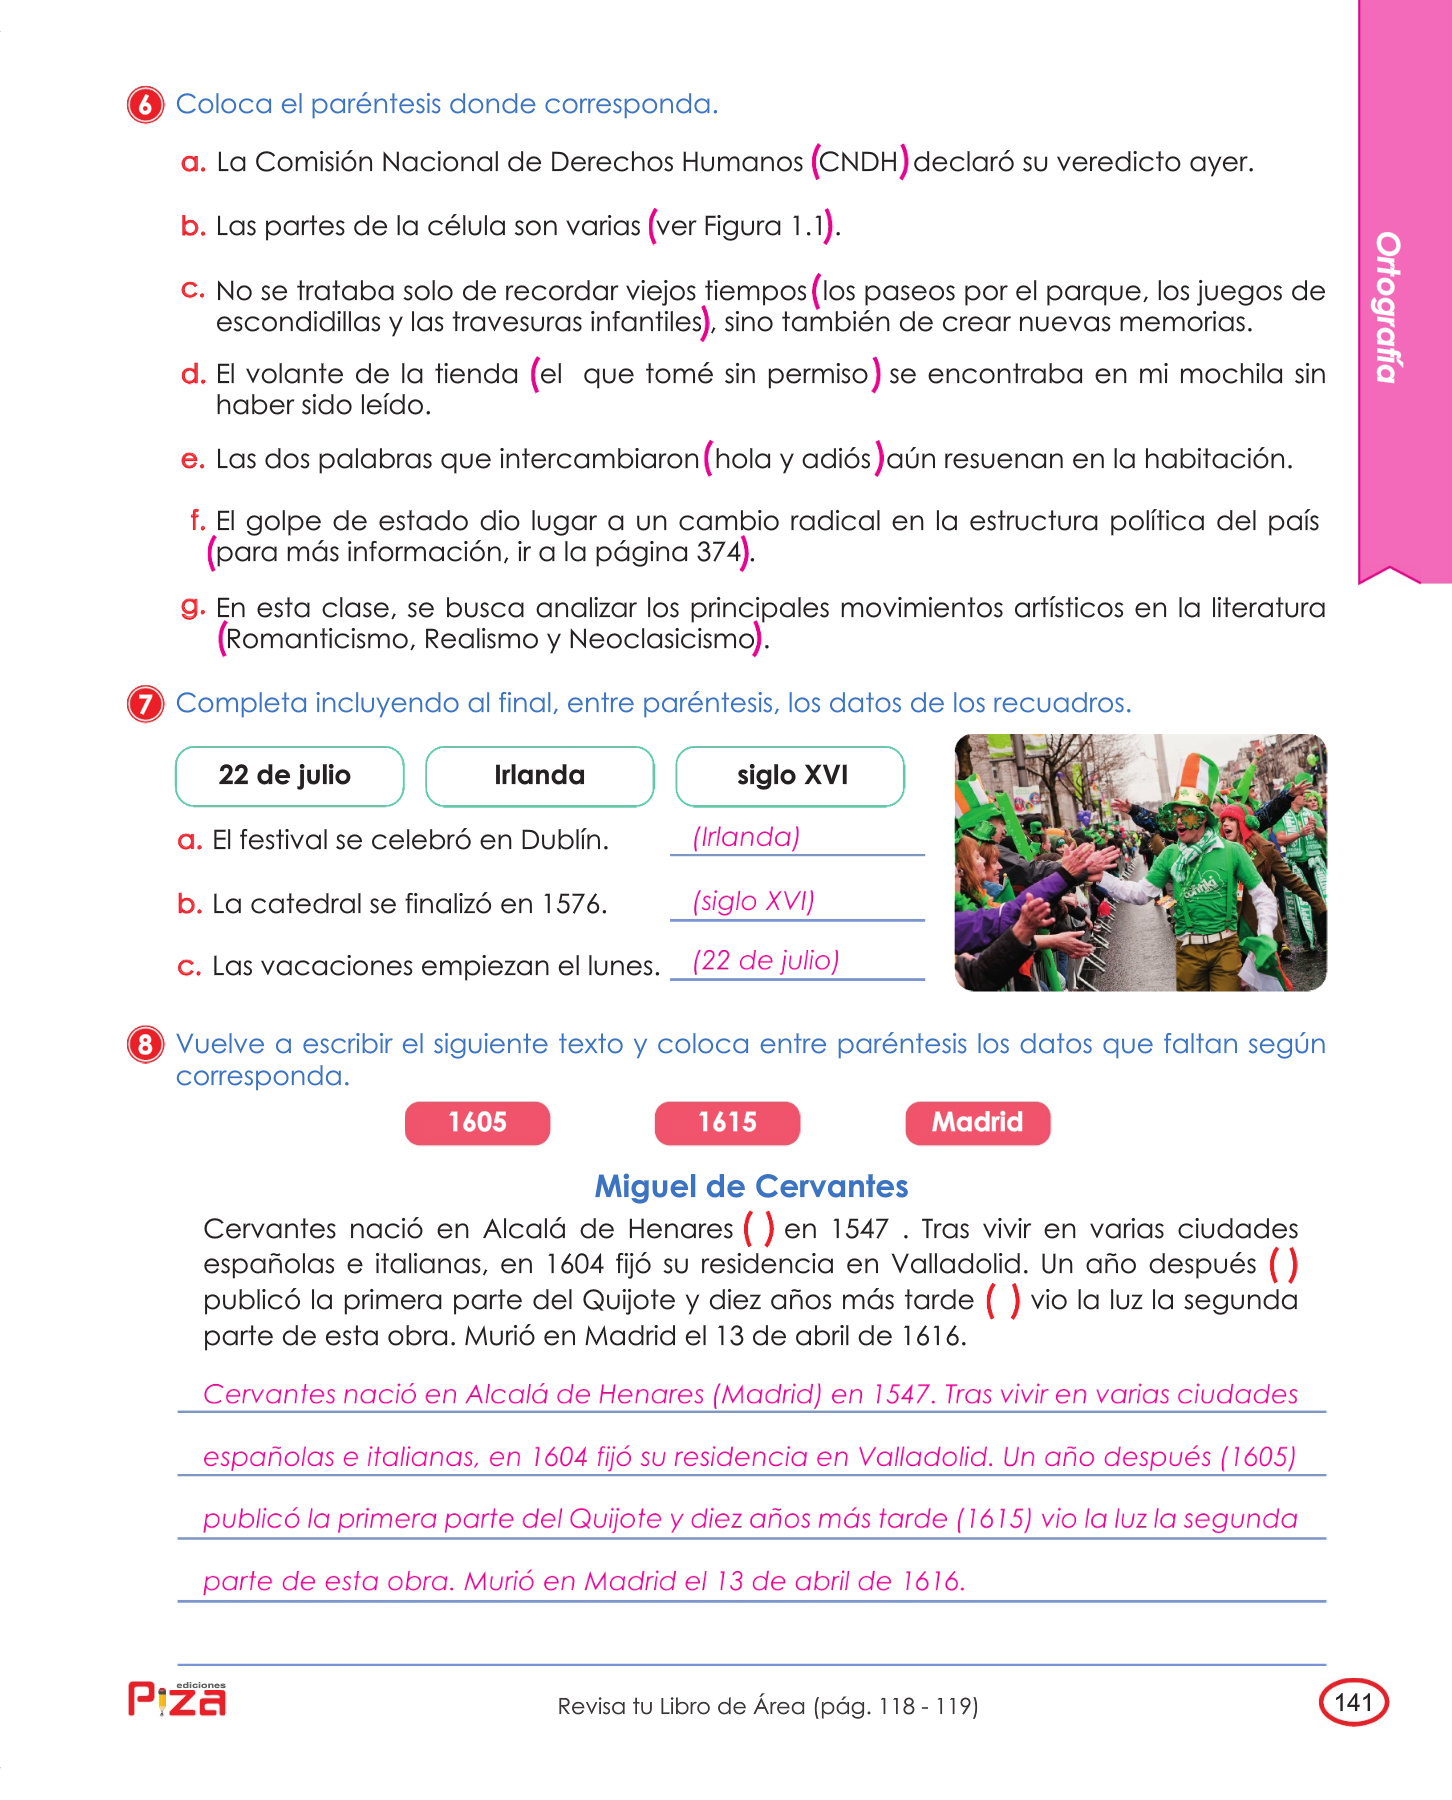 6 Coloca el paréntesis donde corresponda.
a. La Comisión Nacional de Derechos Humanos (CNDH) declaró su veredicto ayer.
b. Las partes de la célula son varias (ver Figura 1.1).
c. No se trataba solo de recordar viejos tiempos (los paseos por el parque, los juegos de
escondidillas y las travesuras infantiles), sino también de crear nuevas memorias.
d. El volante de la tienda (el que tomé sin permiso) se encontraba en mi mochila sin
haber sido leído.
e. Las dos palabras que intercambiaron (hola y adiós) aún resuenan en la habitación.
f. El golpe de estado dio lugar a un cambio radical en la estructura política del país
(para más información, ir a la página 374).
g. En esta clase, se busca analizar los principales movimientos artísticos en la literatura
(Romanticismo, Realismo y Neoclasicismo).
Ortografía
7 Completa incluyendo al final, entre paréntesis, los datos de los recuadros.
22 de julio Irlanda siglo XVI
a. El festival se celebró en Dublín. (Irlanda)
b. La catedral se finalizó en 1576. (siglo XVI)
c. Las vacaciones empiezan el lunes. (22 de julio)
8 Vuelve a escribir el siguiente texto y coloca entre paréntesis los datos que faltan según
corresponda.
1605 1615 Madrid
Miguel de Cervantes
Cervantes nació en Alcalá de Henares ( ) en 1547 . Tras vivir en varias ciudades
españolas e italianas, en 1604 fijó su residencia en Valladolid. Un año después ( )
publicó la primera parte del Quijote y diez años más tarde ( ) vio la luz la segunda
parte de esta obra. Murió en Madrid el 13 de abril de 1616.
Cervantes nació en Alcalá de Henares (Madrid) en 1547. Tras vivir en varias ciudades
españolas e italianas, en 1604 fijó su residencia en Valladolid. Un año después (1605)
publicó la primera parte del Quijote y diez años más tarde (1615) vio la luz la segunda
parte de esta obra. Murió en Madrid el 13 de abril de 1616.
ediciones
Piza
Revisa tu Libro de Área (pág. 118 - 119)
141